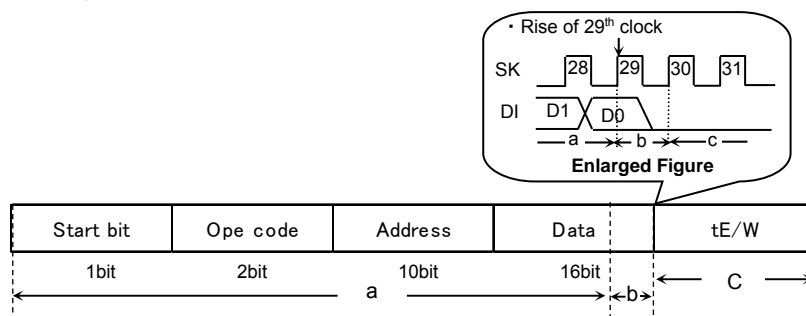 ・Rise of 29th clock
SK 28 29 30 31
DI D1 D0
a b c
Enlarged Figure
Start bit Ope code Address Data tE/W
1bit 2bit 10bit 16bit
a b C